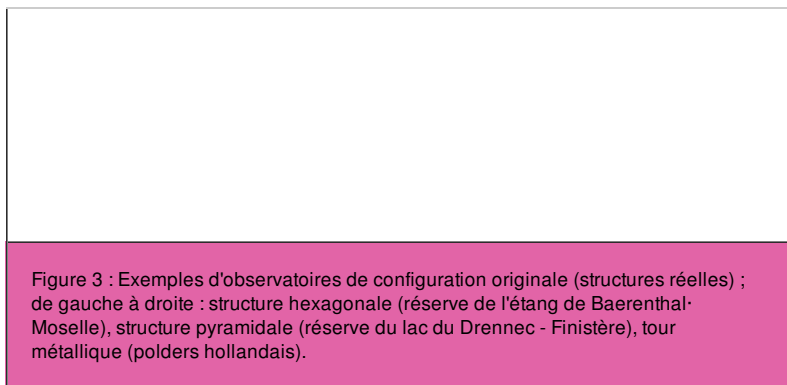 Figure 3 : Exemples d'observatoires de configuration originale (structures réelles) ;
de gauche à droite : structure hexagonale (réserve de l'étang de Baerenthal·
Moselle), structure pyramidale (réserve du lac du Drennec - Finistère), tour
métallique (polders hollandais).